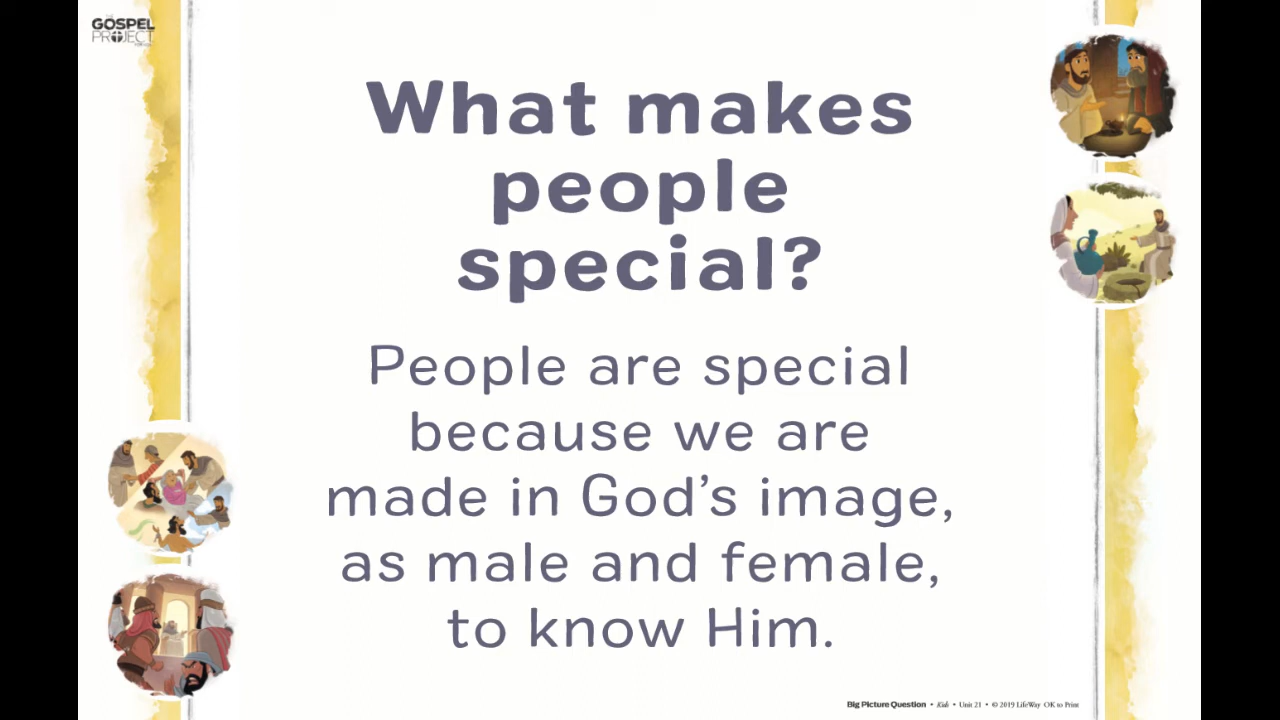 GOSPEL
PROJECT
What makes
people
special?
People are special
because we are
made in God's image,
as male and female,
to know Him.
Big Picture Question • Kids • Unit 21 • © 2019 LifeWay OK to Print